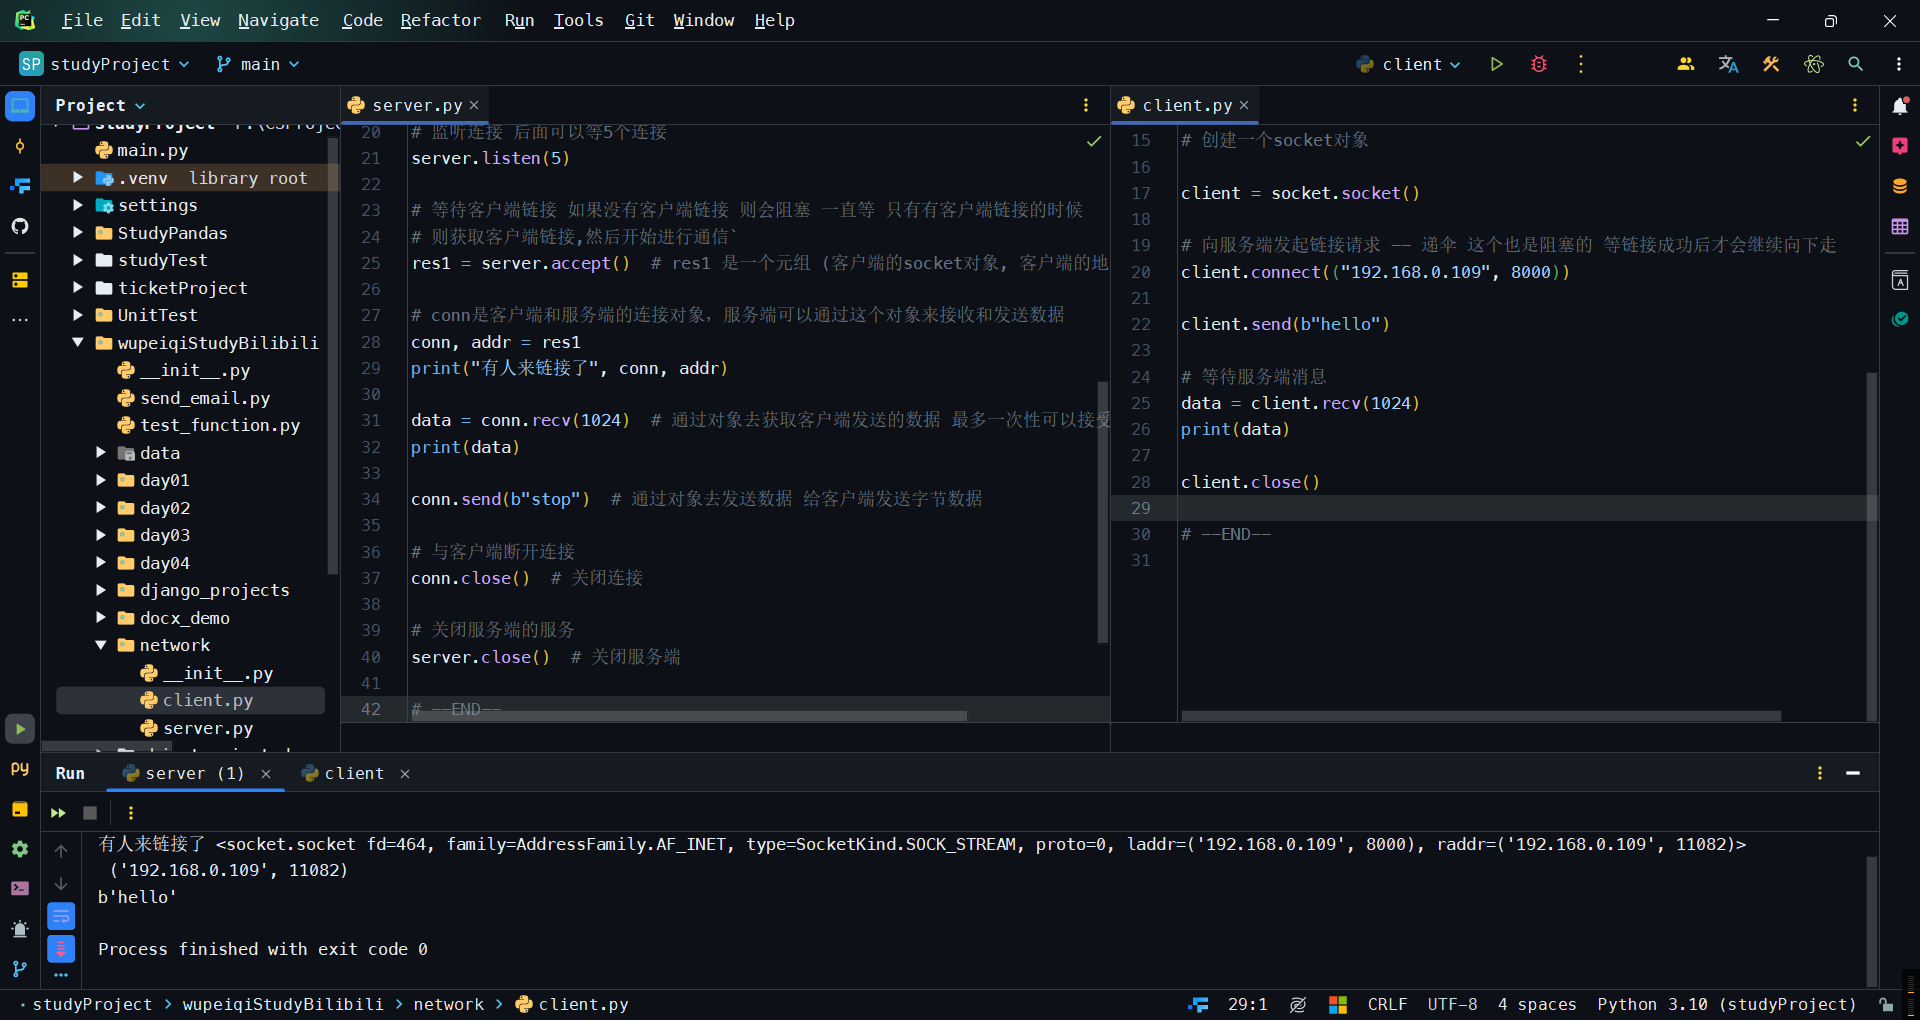 File Edit View Navigate Code Refactor Run Tools Git Window Help
SP studyProject main client
Project
main.py
.venv library root
settings
StudyPandas
studyTest
ticketProject
UnitTest
wupeiqiStudyBilibili
__init__.py
send_email.py
test_function.py
data
day01
day02
day03
day04
django_projects
docx_demo
network
__init__.py
client.py
server.py
server.py
20 # 监听连接 后面可以等5个连接
21 server.listen(5)
22
23 # 等待客户端链接 如果没有客户端链接 则会阻塞 一直等 只有有客户端链接的时候
24 # 则获取客户端链接,然后开始进行通信`
25 res1 = server.accept()  # res1 是一个元组 (客户端的socket对象, 客户端的地
26
27 # conn是客户端和服务端的连接对象，服务端可以通过这个对象来接收和发送数据
28 conn, addr = res1
29 print("有人来链接了", conn, addr)
30
31 data = conn.recv(1024)  # 通过对象去获取客户端发送的数据 最多一次性可以接受
32 print(data)
33
34 conn.send(b"stop")  # 通过对象去发送数据 给客户端发送字节数据
35
36 # 与客户端断开连接
37 conn.close()  # 关闭连接
38
39 # 关闭服务端的服务
40 server.close()  # 关闭服务端
41
42 # --END--
client.py
15 # 创建一个socket对象
16
17 client = socket.socket()
18
19 # 向服务端发起链接请求 -- 递伞 这个也是阻塞的 等链接成功后才会继续向下走
20 client.connect(("192.168.0.109", 8000))
21
22 client.send(b"hello")
23
24 # 等待服务端消息
25 data = client.recv(1024)
26 print(data)
27
28 client.close()
29
30 # --END--
31
Run server (1) client
有人来链接了 <socket.socket fd=464, family=AddressFamily.AF_INET, type=SocketKind.SOCK_STREAM, proto=0, laddr=('192.168.0.109', 8000), raddr=('192.168.0.109', 11082)>
('192.168.0.109', 11082)
b'hello'
Process finished with exit code 0
studyProject > wupeiqiStudyBilibili > network > client.py
29:1 CRLF UTF-8 4 spaces Python 3.10 (studyProject)